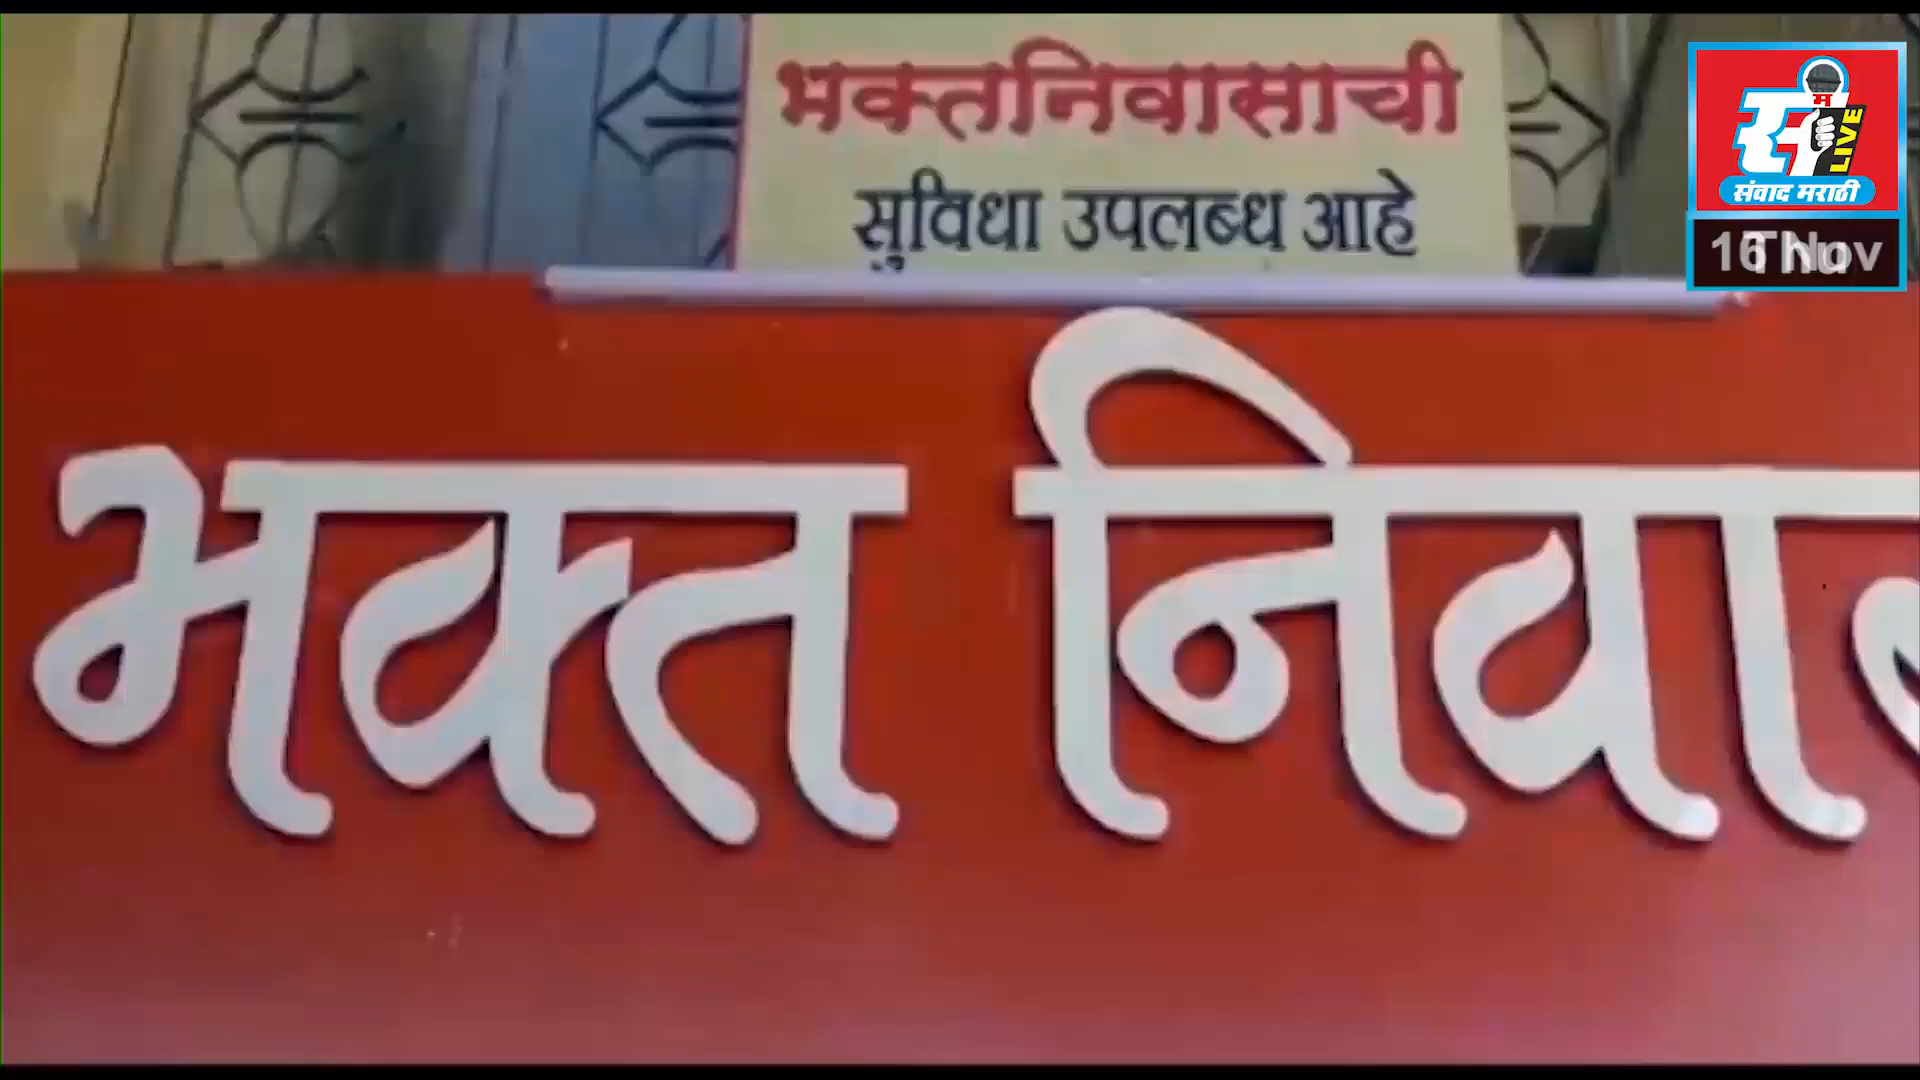 भक्तनिवासाची
सुविधा उपलब्ध आहे
म
LIVE
संवाद मराठी
भक्त